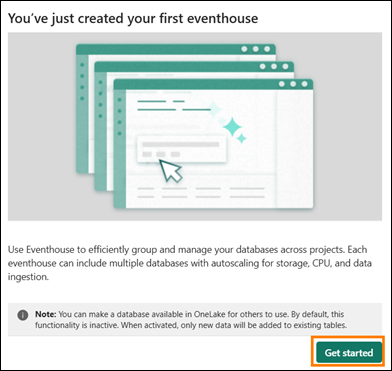 You've just created your first eventhouse
Use Eventhouse to efficiently group and manage your databases across projects. Each
eventhouse can include multiple databases with autoscaling for storage, CPU, and data
ingestion.
Note: You can make a database available in OneLake for others to use. By default, this
functionality is inactive. When activated, only new data will be added to existing tables.
Get started